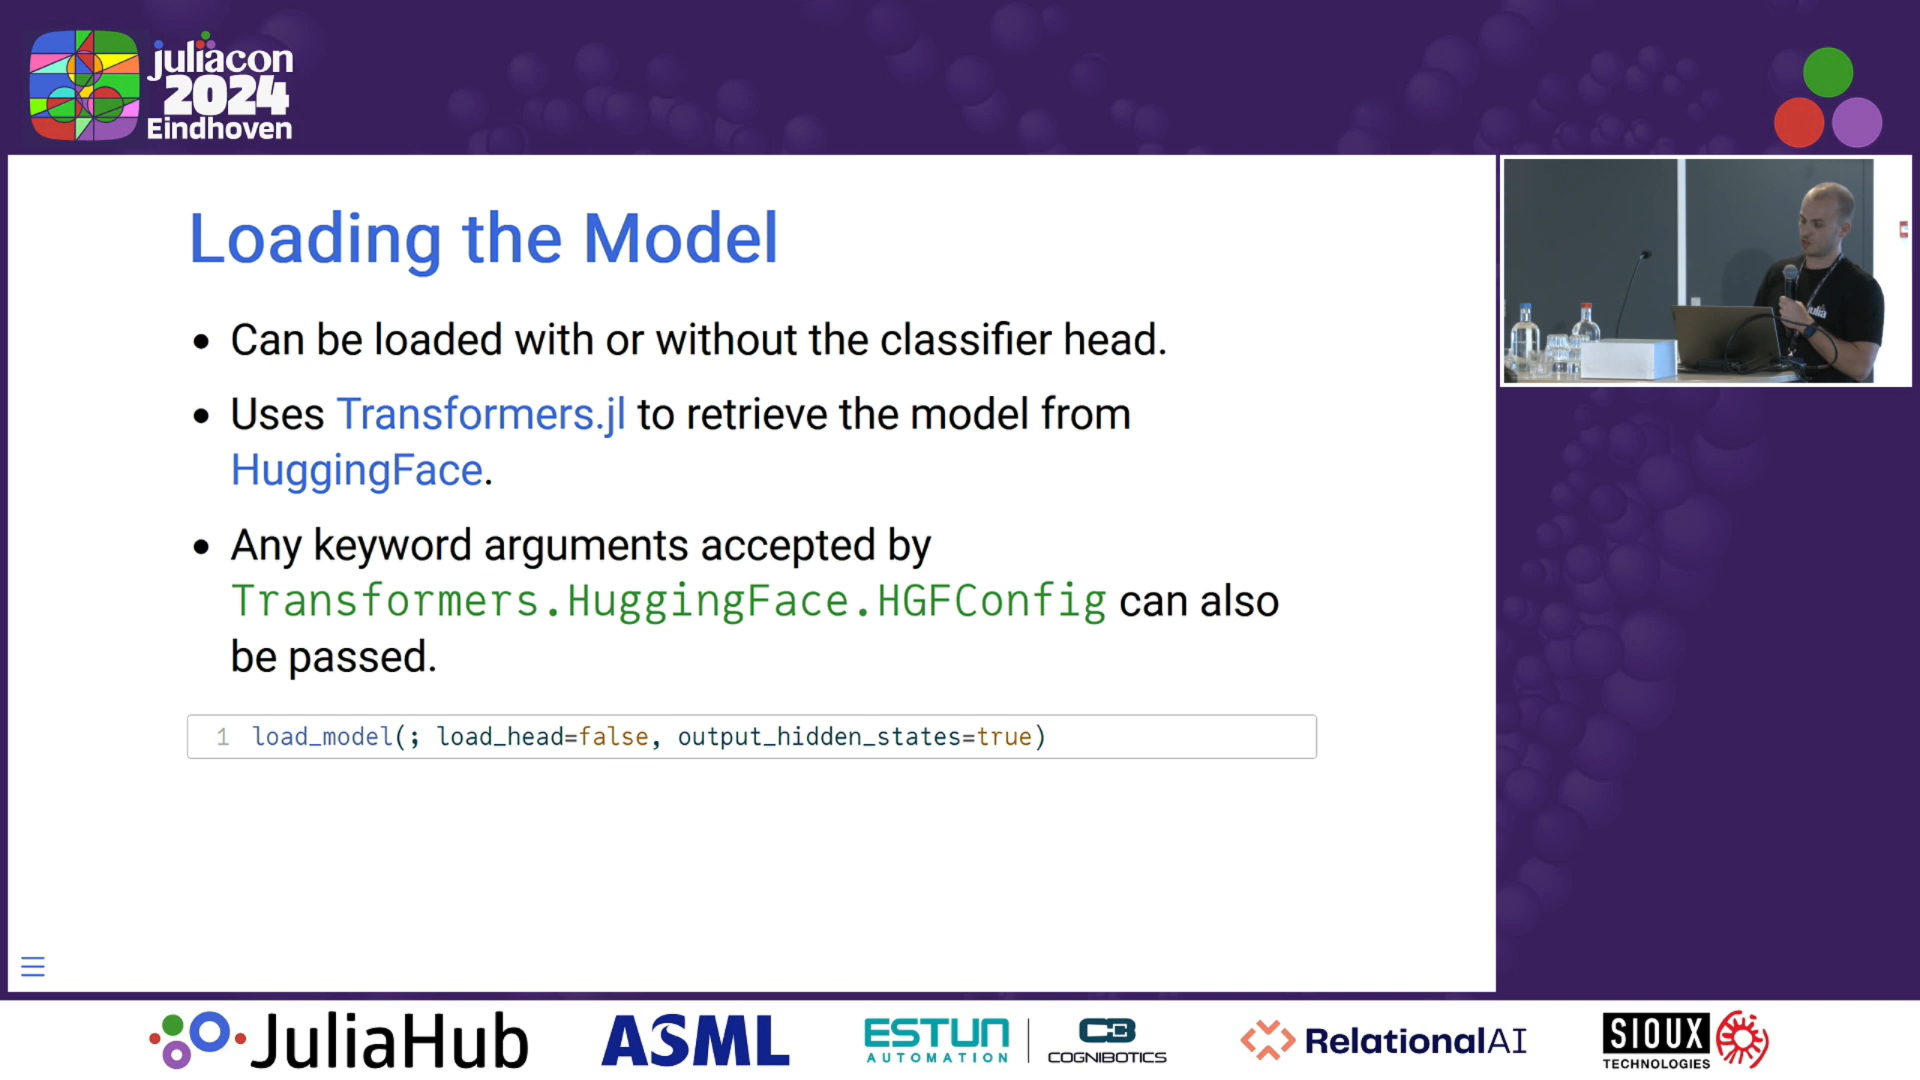 juliacon
2024
Eindhoven
Loading the Model
• Can be loaded with or without the classifier head.
• Uses Transformers.jl to retrieve the model from
HuggingFace.
• Any keyword arguments accepted by
Transformers.HuggingFace.HGFConfig can also
be passed.
1 load_model(; load_head=false, output_hidden_states=true)
julia
JuliaHub
ASML
ESTUN
AUTOMATION
COGNIBOTICS
RelationalAI
SIOUX
TECHNOLOGIES